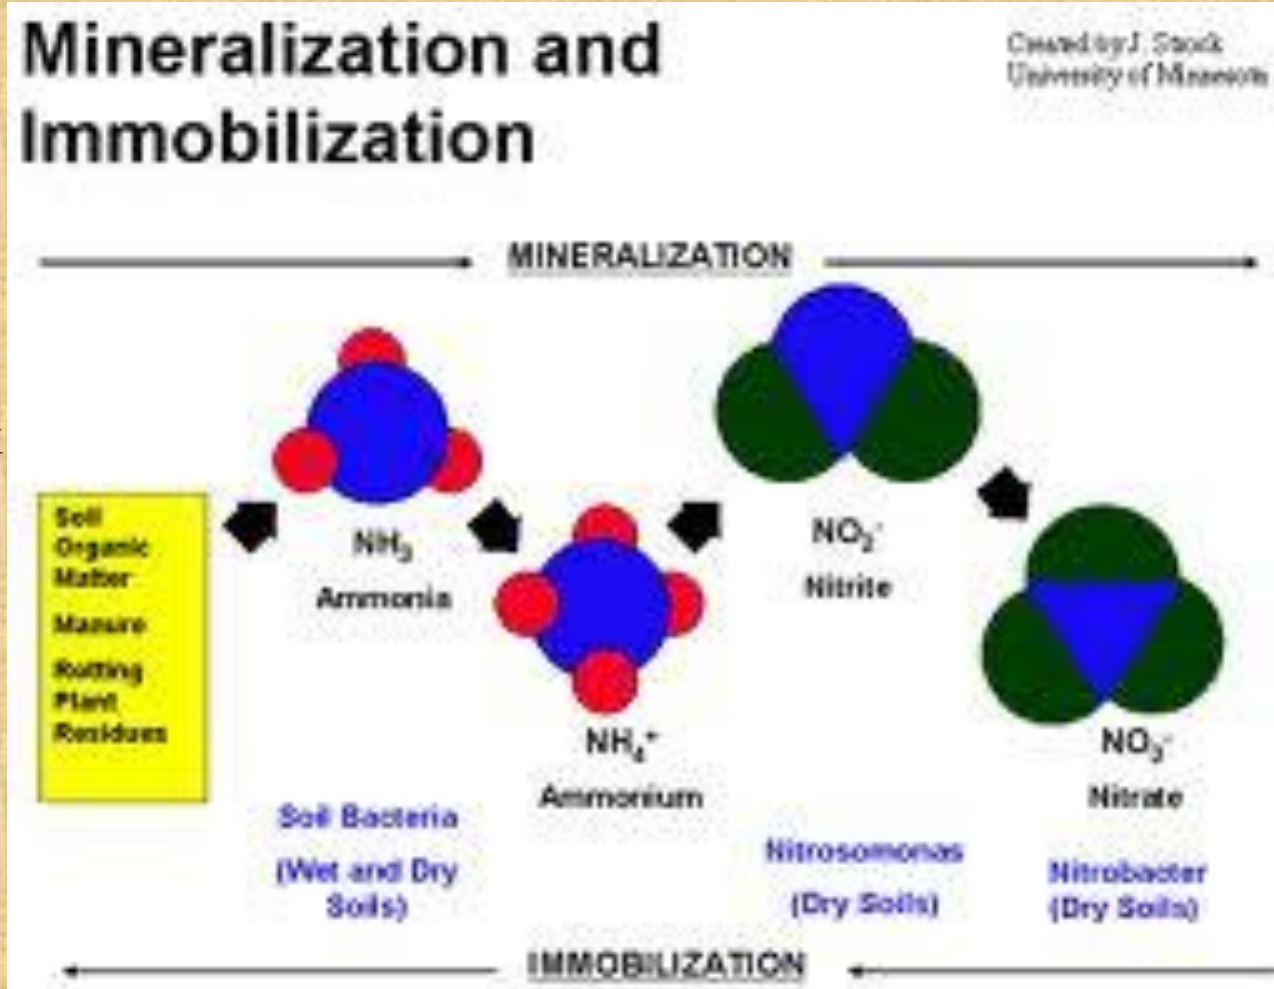 Mineralization and
Immobilization
Created by J. Strock
University of Minnesota
MINERALIZATION
Soil
Organic
Matter
Manure
Rotting
Plant
Residues
NH₃
Ammonia
NH₄⁺
Ammonium
NO₂⁻
Nitrite
NO₃⁻
Nitrate
Soil Bacteria
(Wet and Dry
Soils)
Nitrosomonas
(Dry Soils)
Nitrobacter
(Dry Soils)
IMMOBILIZATION